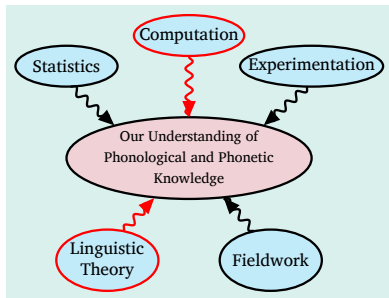 Computation
Statistics
Experimentation
Our Understanding of
Phonological and Phonetic
Knowledge
Linguistic
Theory
Fieldwork